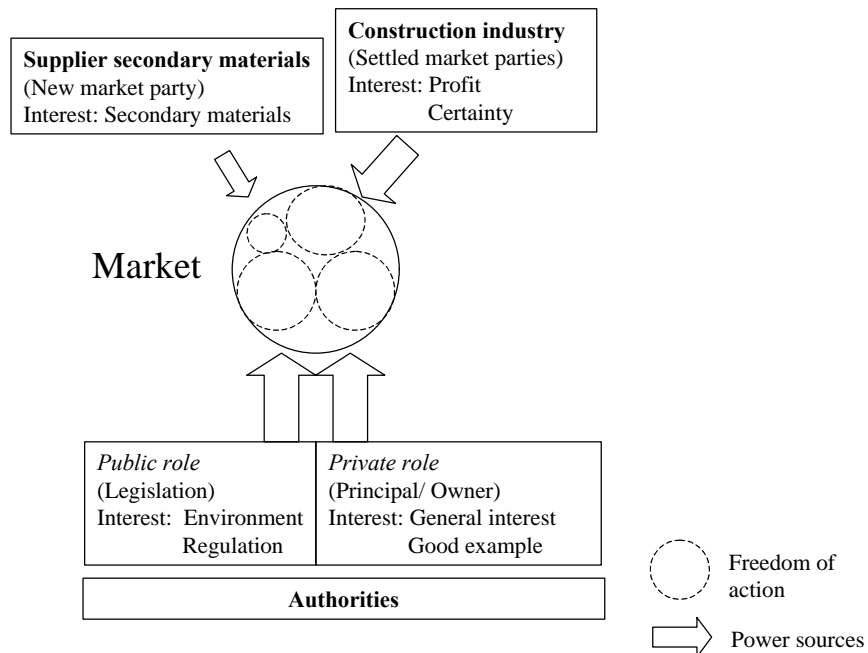 Supplier secondary materials
(New market party)
Interest: Secondary materials
Construction industry
(Settled market parties)
Interest: Profit
Certainty
Market
Public role
(Legislation)
Interest: Environment
Regulation
Private role
(Principal/ Owner)
Interest: General interest
Good example
Authorities
Freedom of
action
Power sources